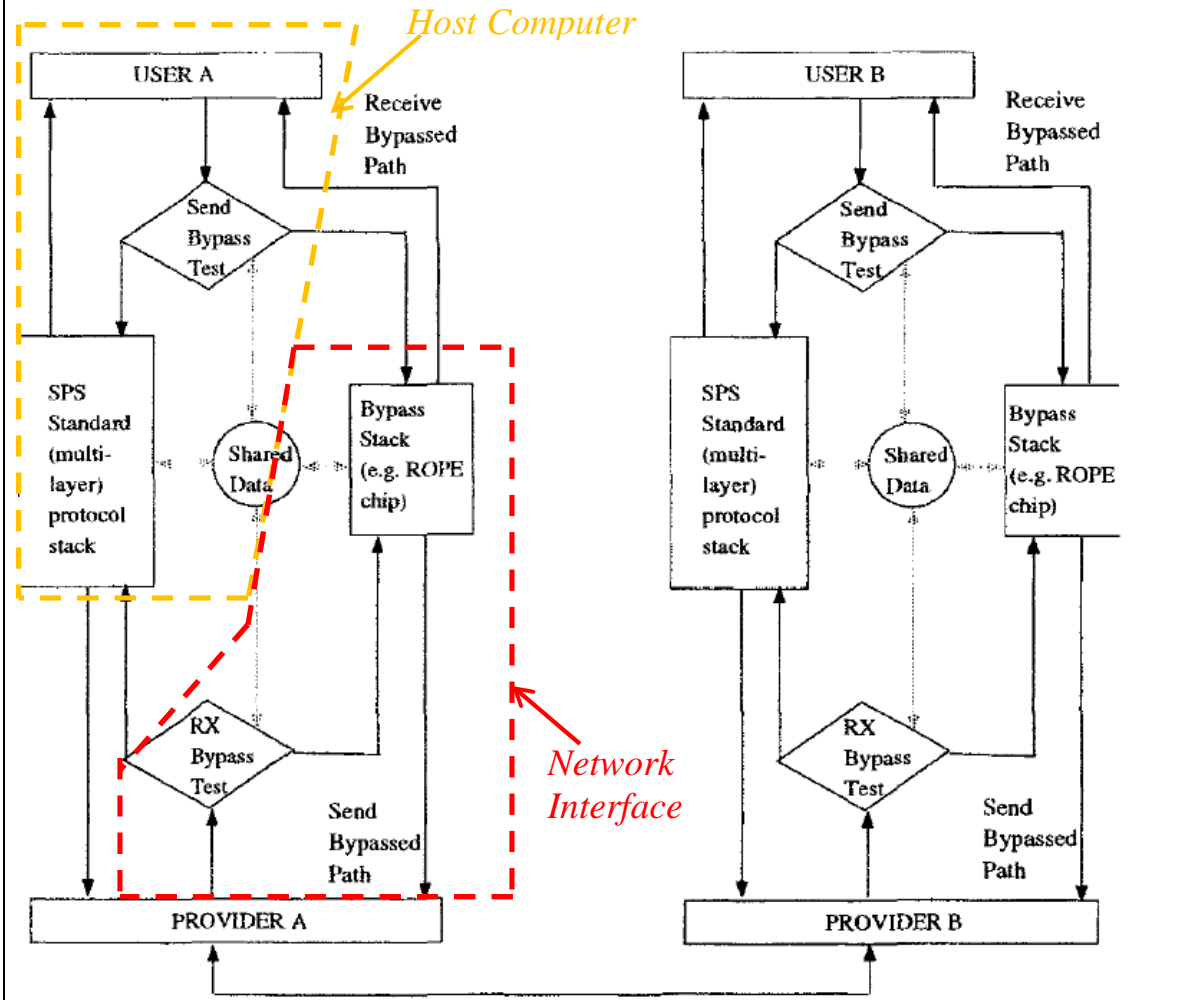 Host Computer
USER A
Receive
Bypassed
Path
Send
Bypass
Test
SPS
Standard
(multi-
layer)
protocol
stack
Shared
Data
Bypass
Stack
(e.g. ROPE
chip)
RX
Bypass
Test
Send
Bypassed
Path
Network
Interface
PROVIDER A
USER B
Receive
Bypassed
Path
Send
Bypass
Test
SPS
Standard
(multi-
layer)
protocol
stack
Shared
Data
Bypass
Stack
(e.g. ROPE
chip)
RX
Bypass
Test
Send
Bypassed
Path
PROVIDER B